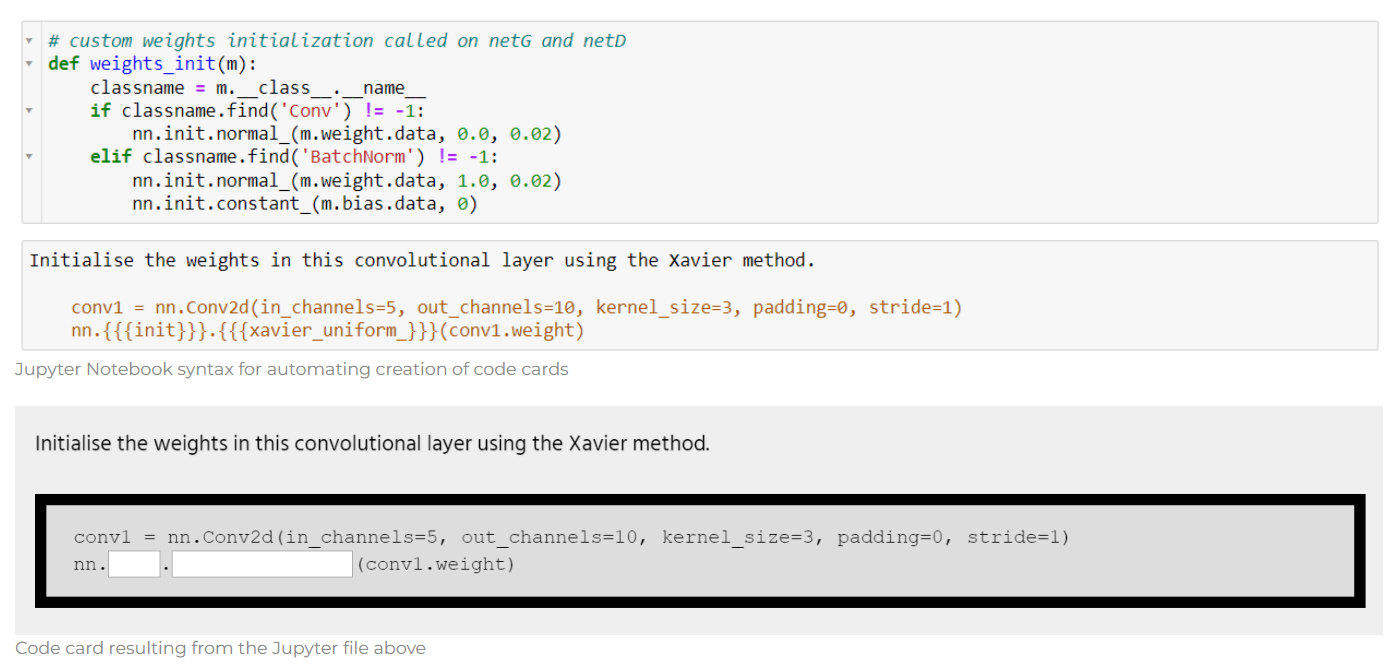 # custom weights initialization called on netG and netD
def weights_init(m):
    classname = m.__class__.__name__
    if classname.find('Conv') != -1:
        nn.init.normal_(m.weight.data, 0.0, 0.02)
    elif classname.find('BatchNorm') != -1:
        nn.init.normal_(m.weight.data, 1.0, 0.02)
        nn.init.constant_(m.bias.data, 0)
Initialise the weights in this convolutional layer using the Xavier method.
    conv1 = nn.Conv2d(in_channels=5, out_channels=10, kernel_size=3, padding=0, stride=1)
    nn.{{{init}}}.{{{xavier_uniform_}}}(conv1.weight)
Jupyter Notebook syntax for automating creation of code cards
Initialise the weights in this convolutional layer using the Xavier method.
conv1 = nn.Conv2d(in_channels=5, out_channels=10, kernel_size=3, padding=0, stride=1)
nn. . (conv1.weight)
Code card resulting from the Jupyter file above